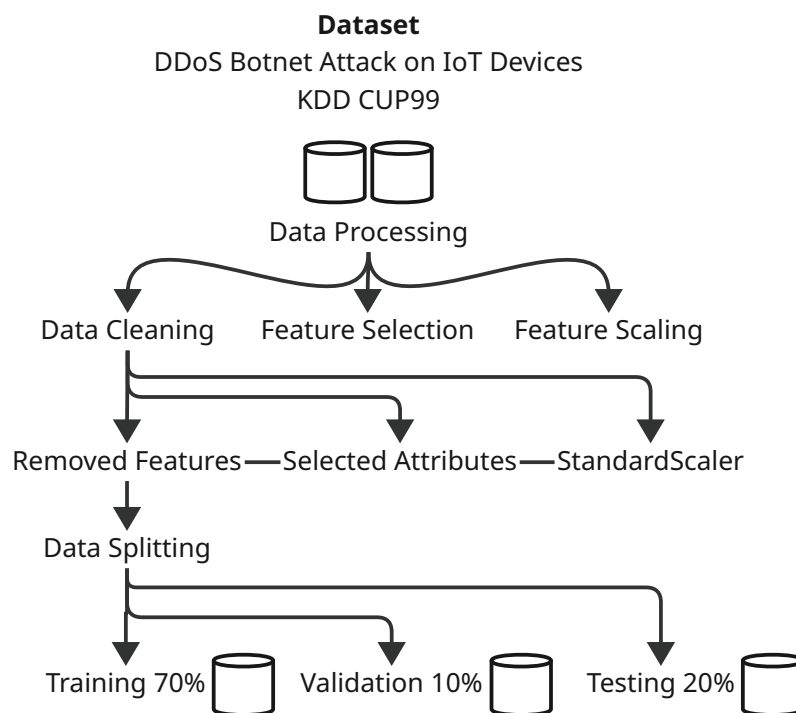 Dataset
DDoS Botnet Attack on IoT Devices
KDD CUP99
Data Processing
Data Cleaning
Feature Selection
Feature Scaling
Removed Features
Selected Attributes
StandardScaler
Data Splitting
Training 70%
Validation 10%
Testing 20%